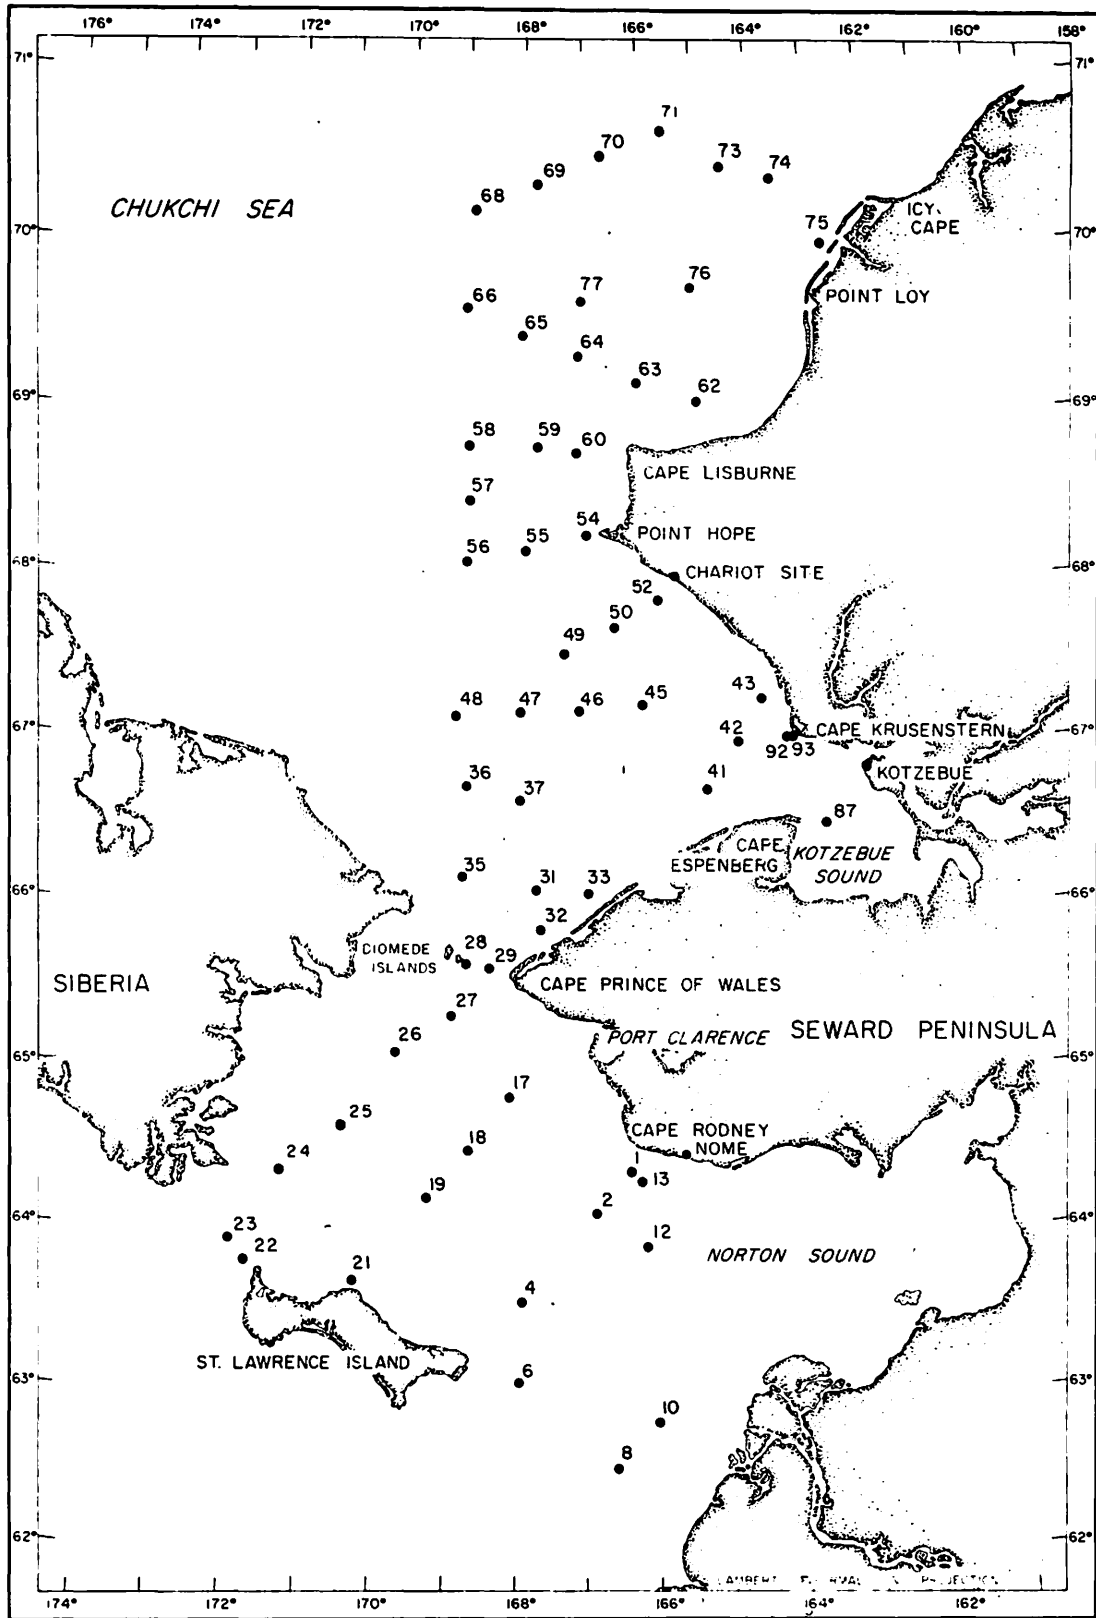 176° 174° 172° 170° 168° 166° 164° 162° 160° 158°
71° 71°
71
70 73
69 74
68
CHUKCHI SEA
ICY
CAPE
75
70° 70°
76
77
66 POINT LOY
65
64
63
62
69° 69°
58 59 60
CAPE LISBURNE
57
54
POINT HOPE
56 55
68° 68°
CHARIOT SITE
52
50
49
43
48 47 46 45
67° CAPE KRUSENSTERN 67°
42 92 93
KOTZEBUE
36 37 41
87
CAPE
ESPENBERG
KOTZEBUE
SOUND
35 31 33
66° 66°
32
28
DIOMEDE
ISLANDS
29
SIBERIA CAPE PRINCE OF WALES
27
26
PORT CLARENCE SEWARD PENINSULA
65° 65°
17
25
CAPE RODNEY
18 NOME
24
1
13
19
2
64° 64°
23
22 12
NORTON SOUND
21
4
ST. LAWRENCE ISLAND
63° 6 63°
10
8
62° 62°
LAMBERT PROJECTION
174° 172° 170° 168° 166° 164° 162°